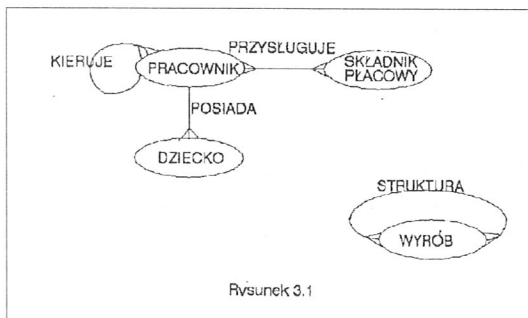 PRZYSŁUGUJE
KIERUJE
PRACOWNIK
SKŁADNIK
PŁACOWY
POSIADA
DZIECKO
STRUKTURA
WYRÓB
Rysunek 3.1